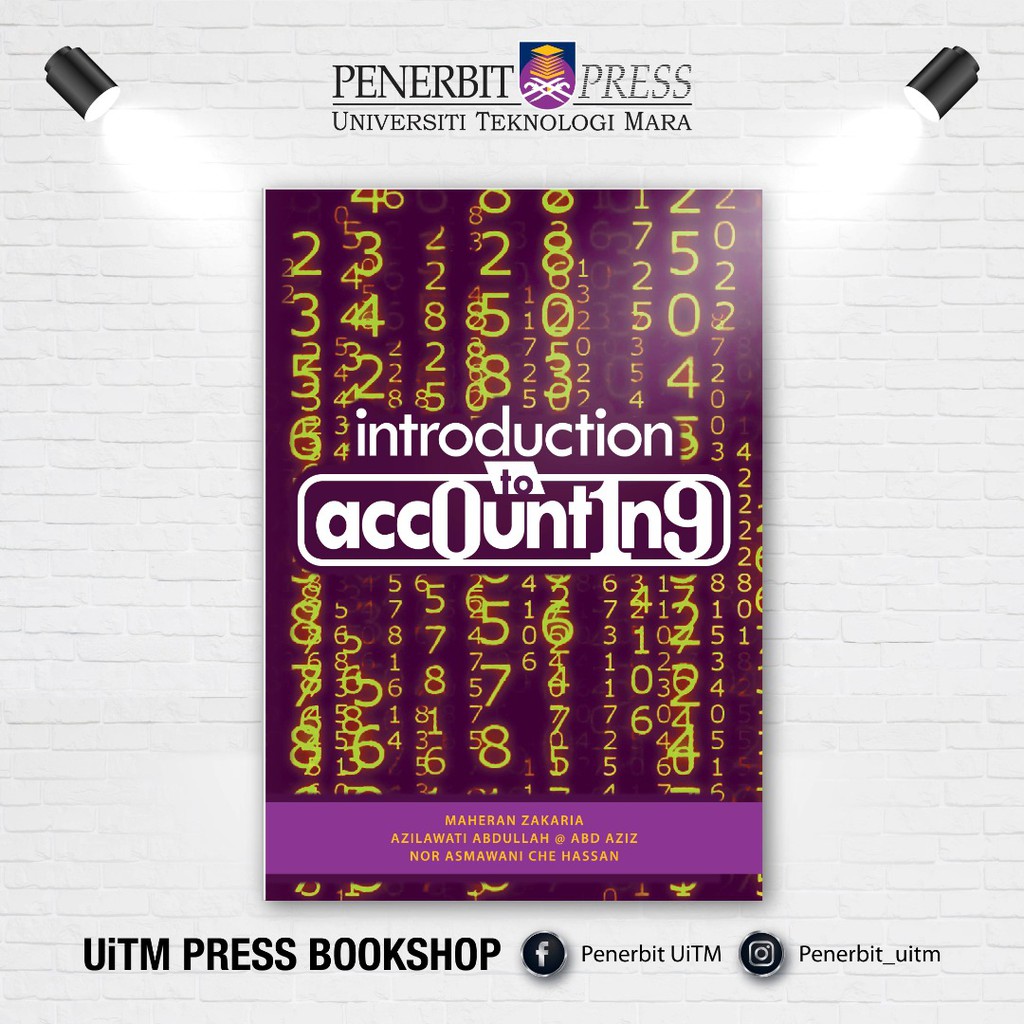 PENERBIT PRESS
UNIVERSITI TEKNOLOGI MARA
introduction
to
acc0unt1n9
MAHERAN ZAKARIA
AZILAWATI ABDULLAH @ ABD AZIZ
NOR ASMAWANI CHE HASSAN
UiTM PRESS BOOKSHOP
Penerbit UiTM
Penerbit_uitm